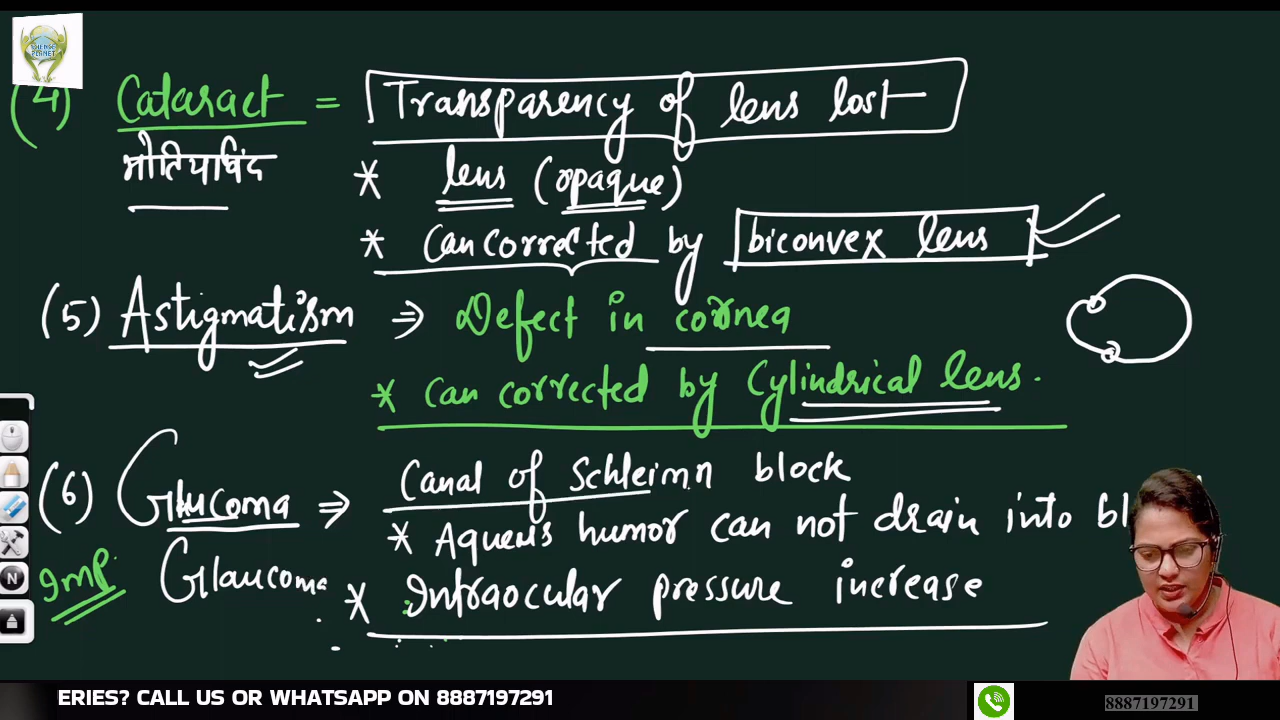 SCIENCE PLANET
(4) Cataract = Transparency of lens lost
मोतियाबिंद
* lens (opaque)
* Can corrected by biconvex lens
(5) Astigmatism ⇒ Defect in cornea
* Can corrected by Cylindrical lens.
(6) Glucoma ⇒ Canal of Schleimn block
* Aqueous humor can not drain into bl
Imp. Glaucoma
* Intraocular pressure increase
N
ERIES? CALL US OR WHATSAPP ON 8887197291
8887197291